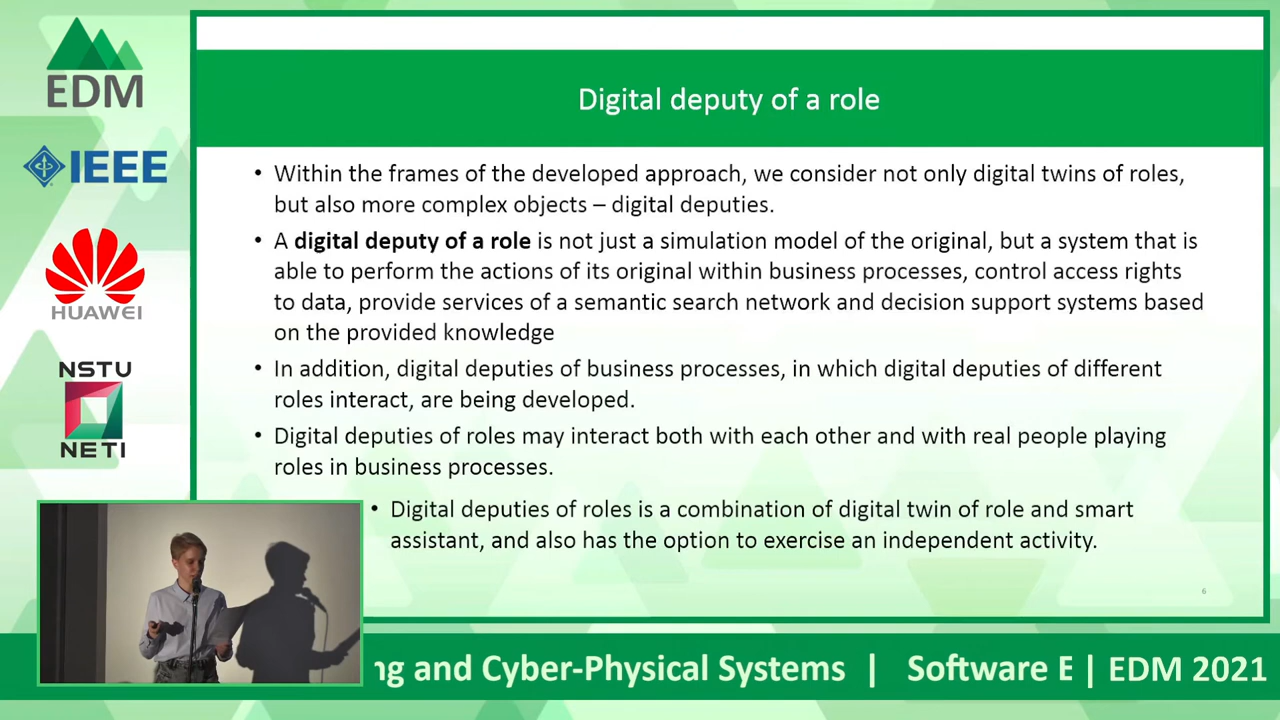 EDM
IEEE
HUAWEI
NSTU
NETI
Digital deputy of a role
• Within the frames of the developed approach, we consider not only digital twins of roles,
but also more complex objects – digital deputies.
• A digital deputy of a role is not just a simulation model of the original, but a system that is
able to perform the actions of its original within business processes, control access rights
to data, provide services of a semantic search network and decision support systems based
on the provided knowledge
• In addition, digital deputies of business processes, in which digital deputies of different
roles interact, are being developed.
• Digital deputies of roles may interact both with each other and with real people playing
roles in business processes.
• Digital deputies of roles is a combination of digital twin of role and smart
assistant, and also has the option to exercise an independent activity.
6
ng and Cyber-Physical Systems | Software E | EDM 2021